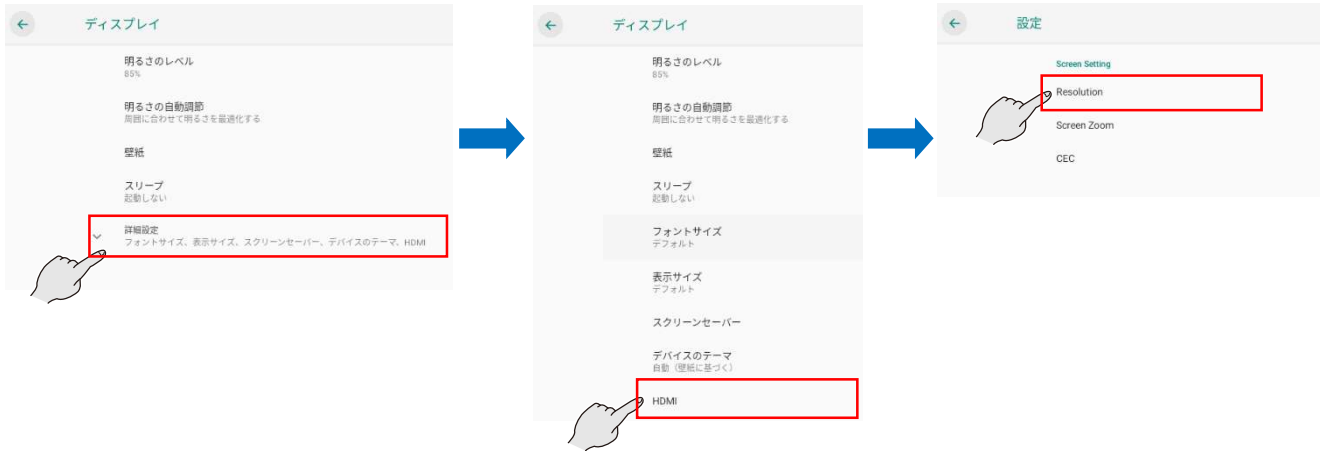 ディスプレイ
明るさのレベル
85%
明るさの自動調節
周囲に合わせて明るさを最適化する
壁紙
スリープ
起動しない
詳細設定
フォントサイズ、表示サイズ、スクリーンセーバー、デバイスのテーマ、HDMI
ディスプレイ
明るさのレベル
85%
明るさの自動調節
周囲に合わせて明るさを最適化する
壁紙
スリープ
起動しない
フォントサイズ
デフォルト
表示サイズ
デフォルト
スクリーンセーバー
デバイスのテーマ
自動（壁紙に基づく）
HDMI
設定
Screen Setting
Resolution
Screen Zoom
CEC